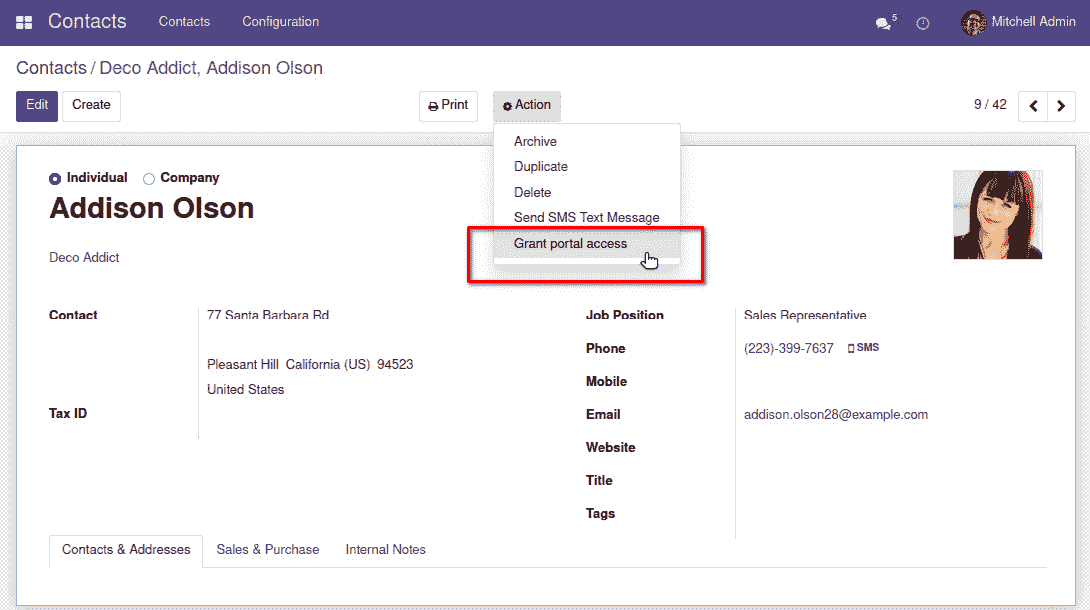 Contacts Contacts Configuration 5 Mitchell Admin
Contacts / Deco Addict, Addison Olson
Edit Create Print Action 9 / 42
Archive
Duplicate
Delete
Send SMS Text Message
Grant portal access
Individual Company
Addison Olson
Deco Addict
Contact 77 Santa Barbara Rd
Pleasant Hill California (US) 94523
United States
Tax ID
Job Position Sales Representative
Phone (223)-399-7637 SMS
Mobile
Email addison.olson28@example.com
Website
Title
Tags
Contacts & Addresses Sales & Purchase Internal Notes